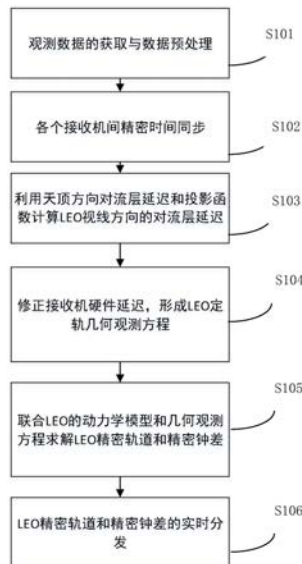 观测数据的获取与数据预处理
S101
各个接收机间精密时间同步
S102
利用天顶方向对流层延迟和投影函
数计算LEO视线方向的对流层延迟
S103
修正接收机硬件延迟，形成LEO定
轨几何观测方程
S104
联合LEO的动力学模型和几何观测
方程求解LEO精密轨道和精密钟差
S105
LEO精密轨道和精密钟差的实时分
发
S106